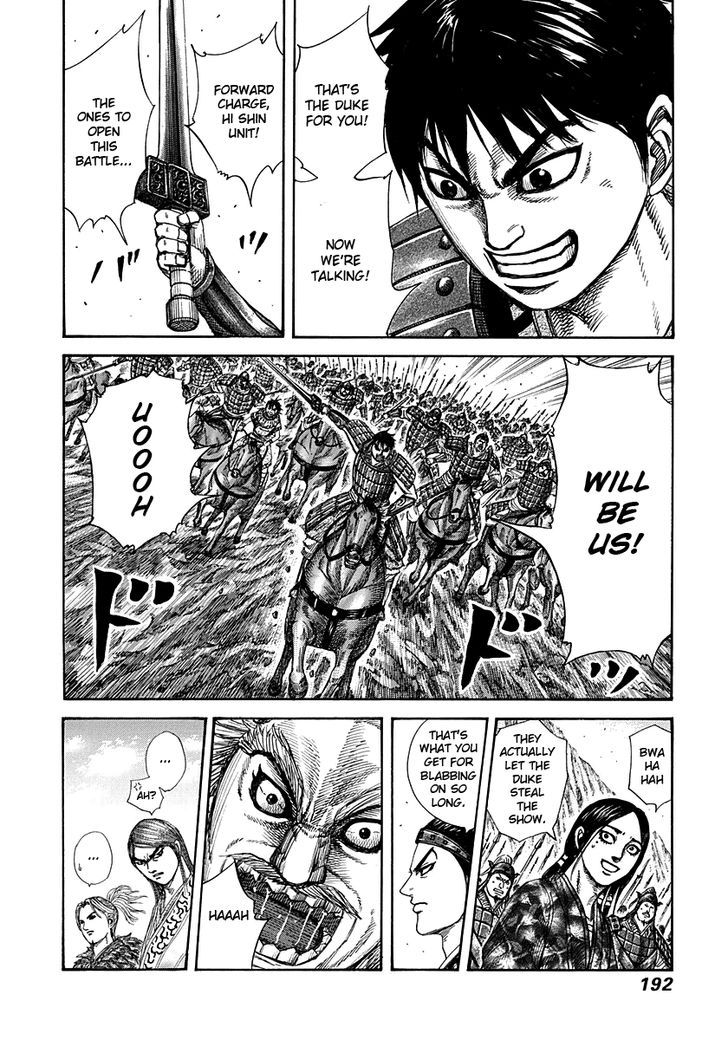 THAT'S
THE DUKE
FOR YOU!
NOW
WE'RE
TALKING!
FORWARD
CHARGE,
HI SHIN
UNIT!
THE
ONES TO
OPEN
THIS
BATTLE...
WILL
BE
US!
UOOOH
ドドッ
BWA
HA
HAH
THEY
ACTUALLY
LET THE
DUKE
STEAL
THE
SHOW.
THAT'S
WHAT YOU
GET FOR
BLABBING
ON SO
LONG.
HAAAH
...
AH?
...
192